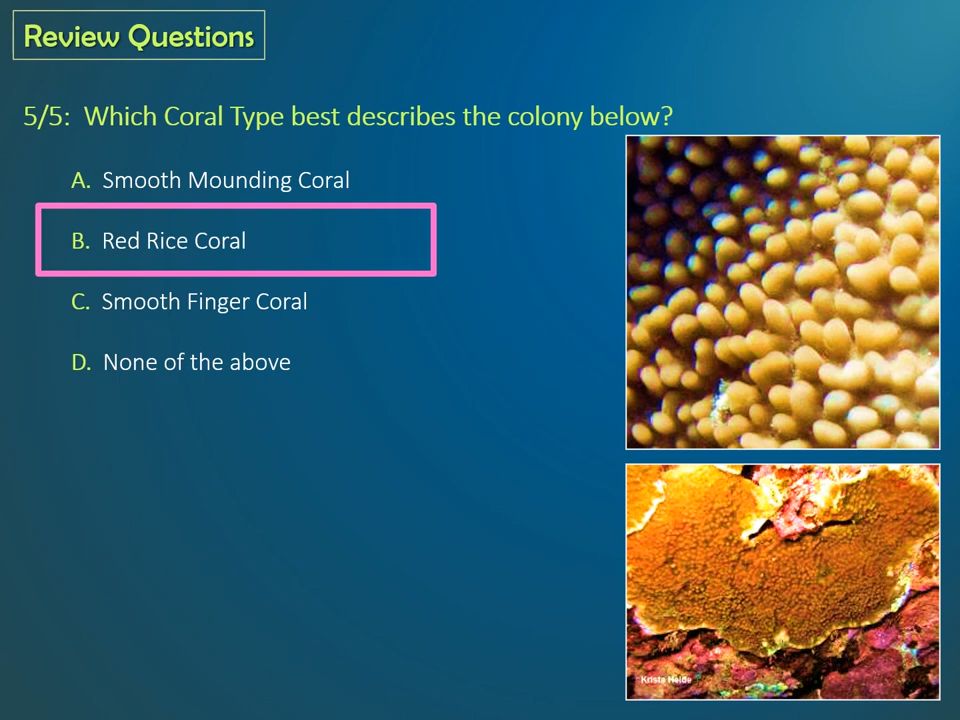 Review Questions
5/5: Which Coral Type best describes the colony below?
A. Smooth Mounding Coral
B. Red Rice Coral
C. Smooth Finger Coral
D. None of the above
Krista Heide